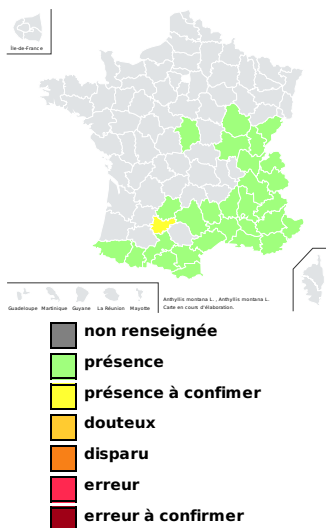 Île-de-France
Guadeloupe Martinique Guyane La Réunion Mayotte
Anthyllis montana L. , Anthyllis montana L.
Carte en cours d'élaboration.
non renseignée
présence
présence à confimer
douteux
disparu
erreur
erreur à confirmer